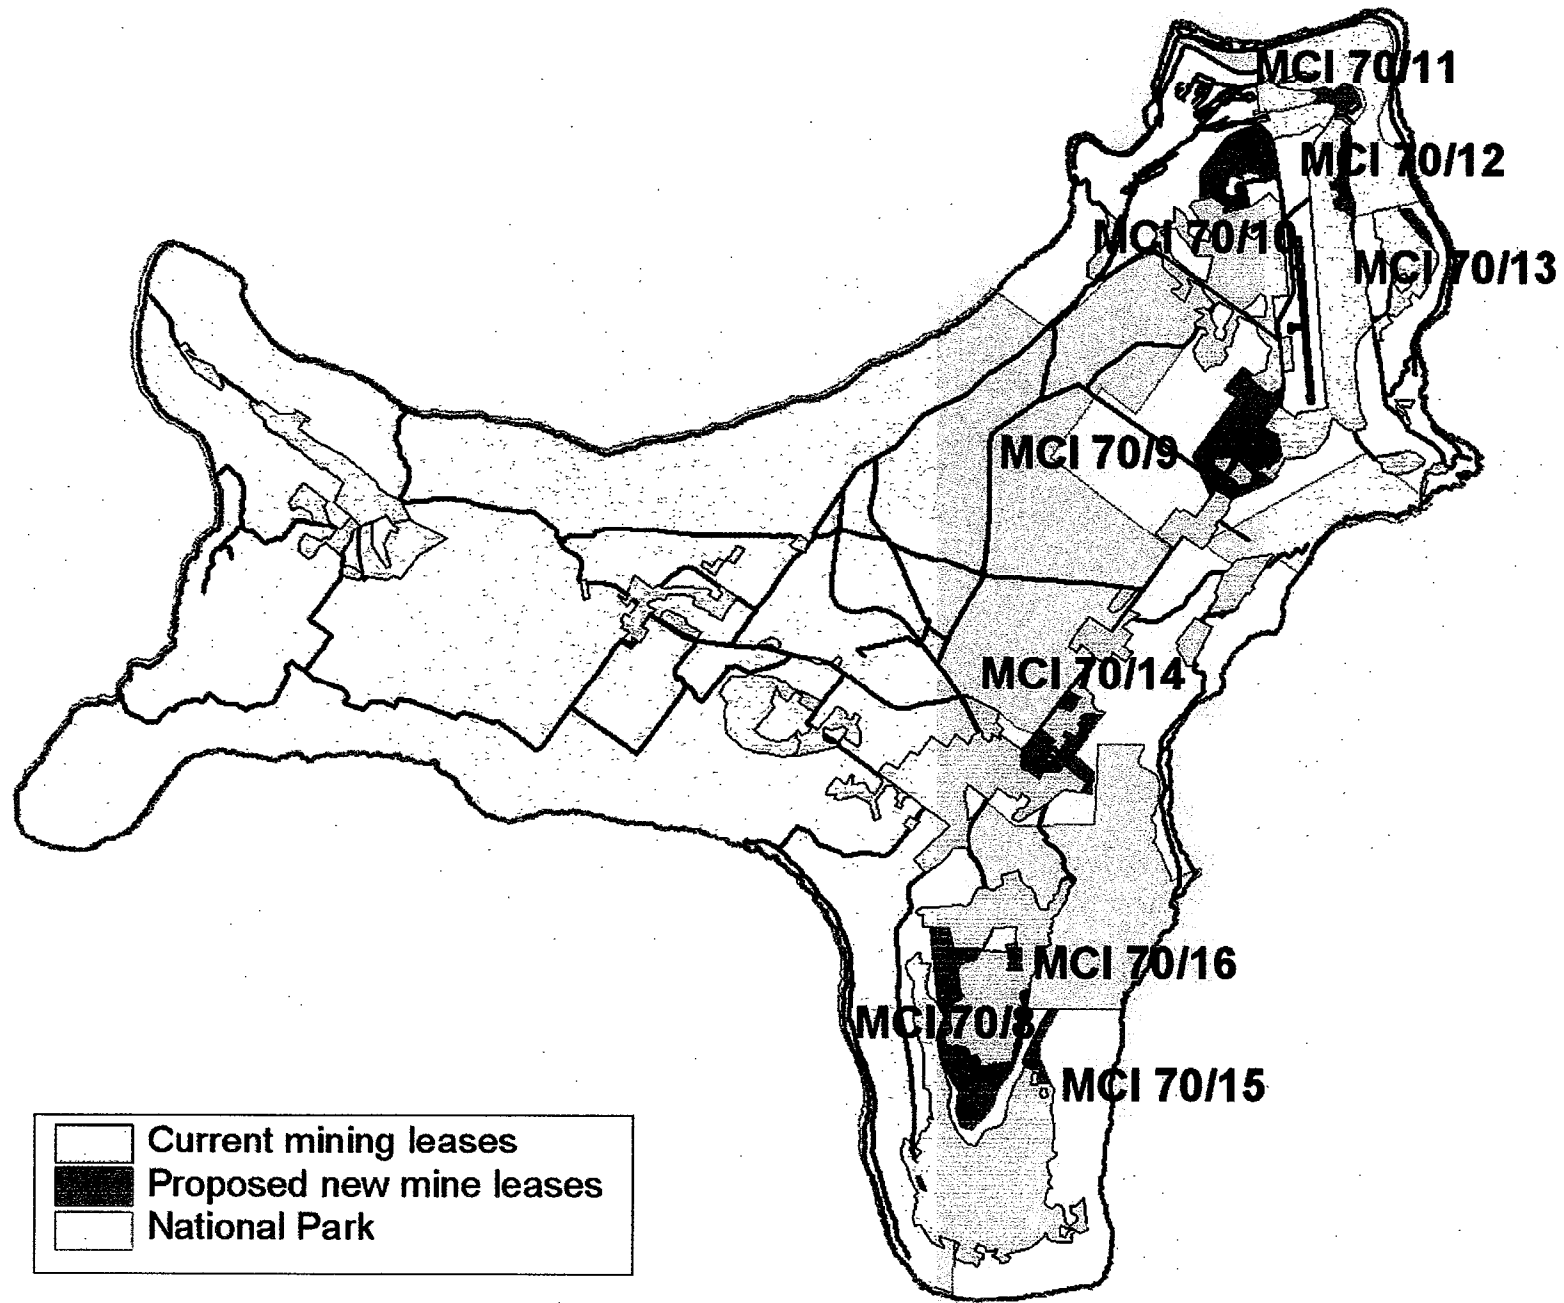 MCI 70/11
MCI 70/12
MCI 70/10
MCI 70/13
MCI 70/9
MCI 70/14
MCI 70/16
MCI 70/8
MCI 70/15
Current mining leases
Proposed new mine leases
National Park